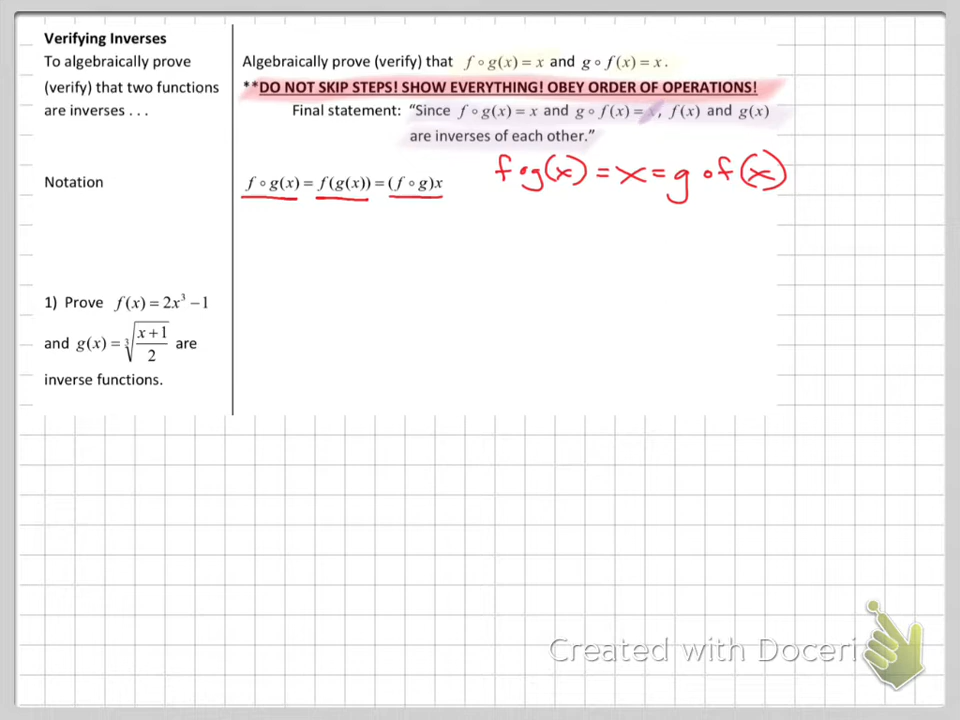 Verifying Inverses
To algebraically prove
(verify) that two functions
are inverses . . .
Algebraically prove (verify) that f∘g(x) = x and g∘f(x) = x.
**DO NOT SKIP STEPS! SHOW EVERYTHING! OBEY ORDER OF OPERATIONS!
Final statement: “Since f∘g(x) = x and g∘f(x) = x, f(x) and g(x)
are inverses of each other.”
f∘g(x) = x = g∘f(x)
Notation
f∘g(x) = f(g(x)) = (f∘g)x
1) Prove f(x) = 2x³ − 1
and g(x) = ∛((x+1)/2) are
inverse functions.
Created with Doceri